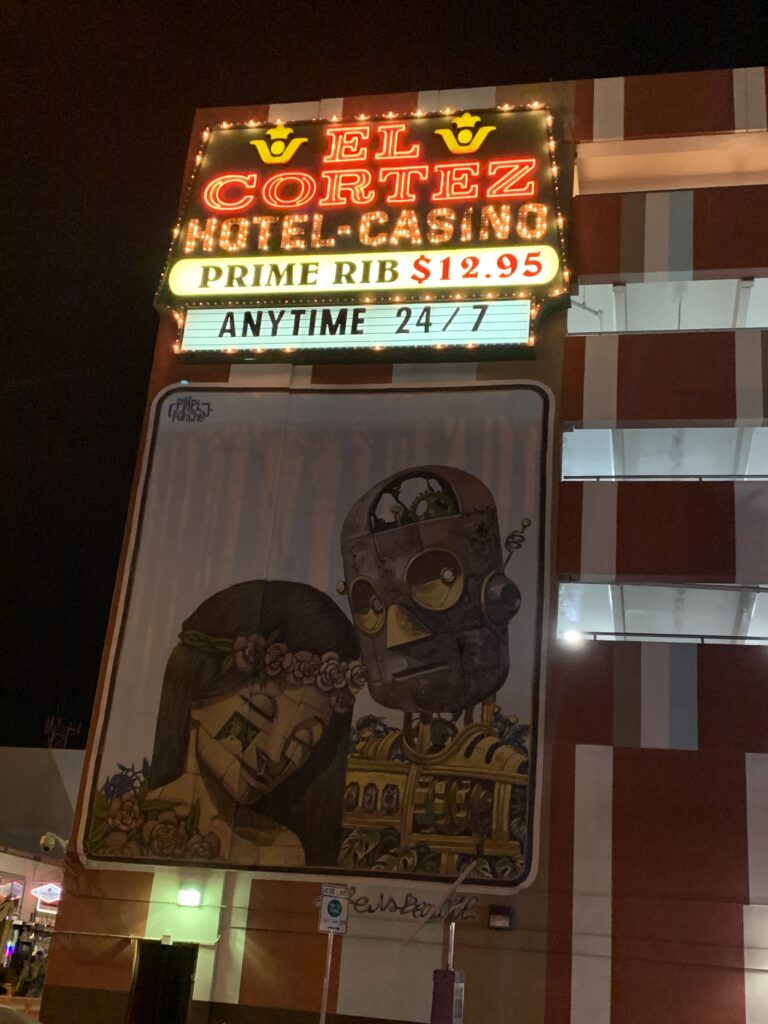 EL
CORTEZ
HOTEL-CASINO
PRIME RIB $12.95
ANYTIME 24/7